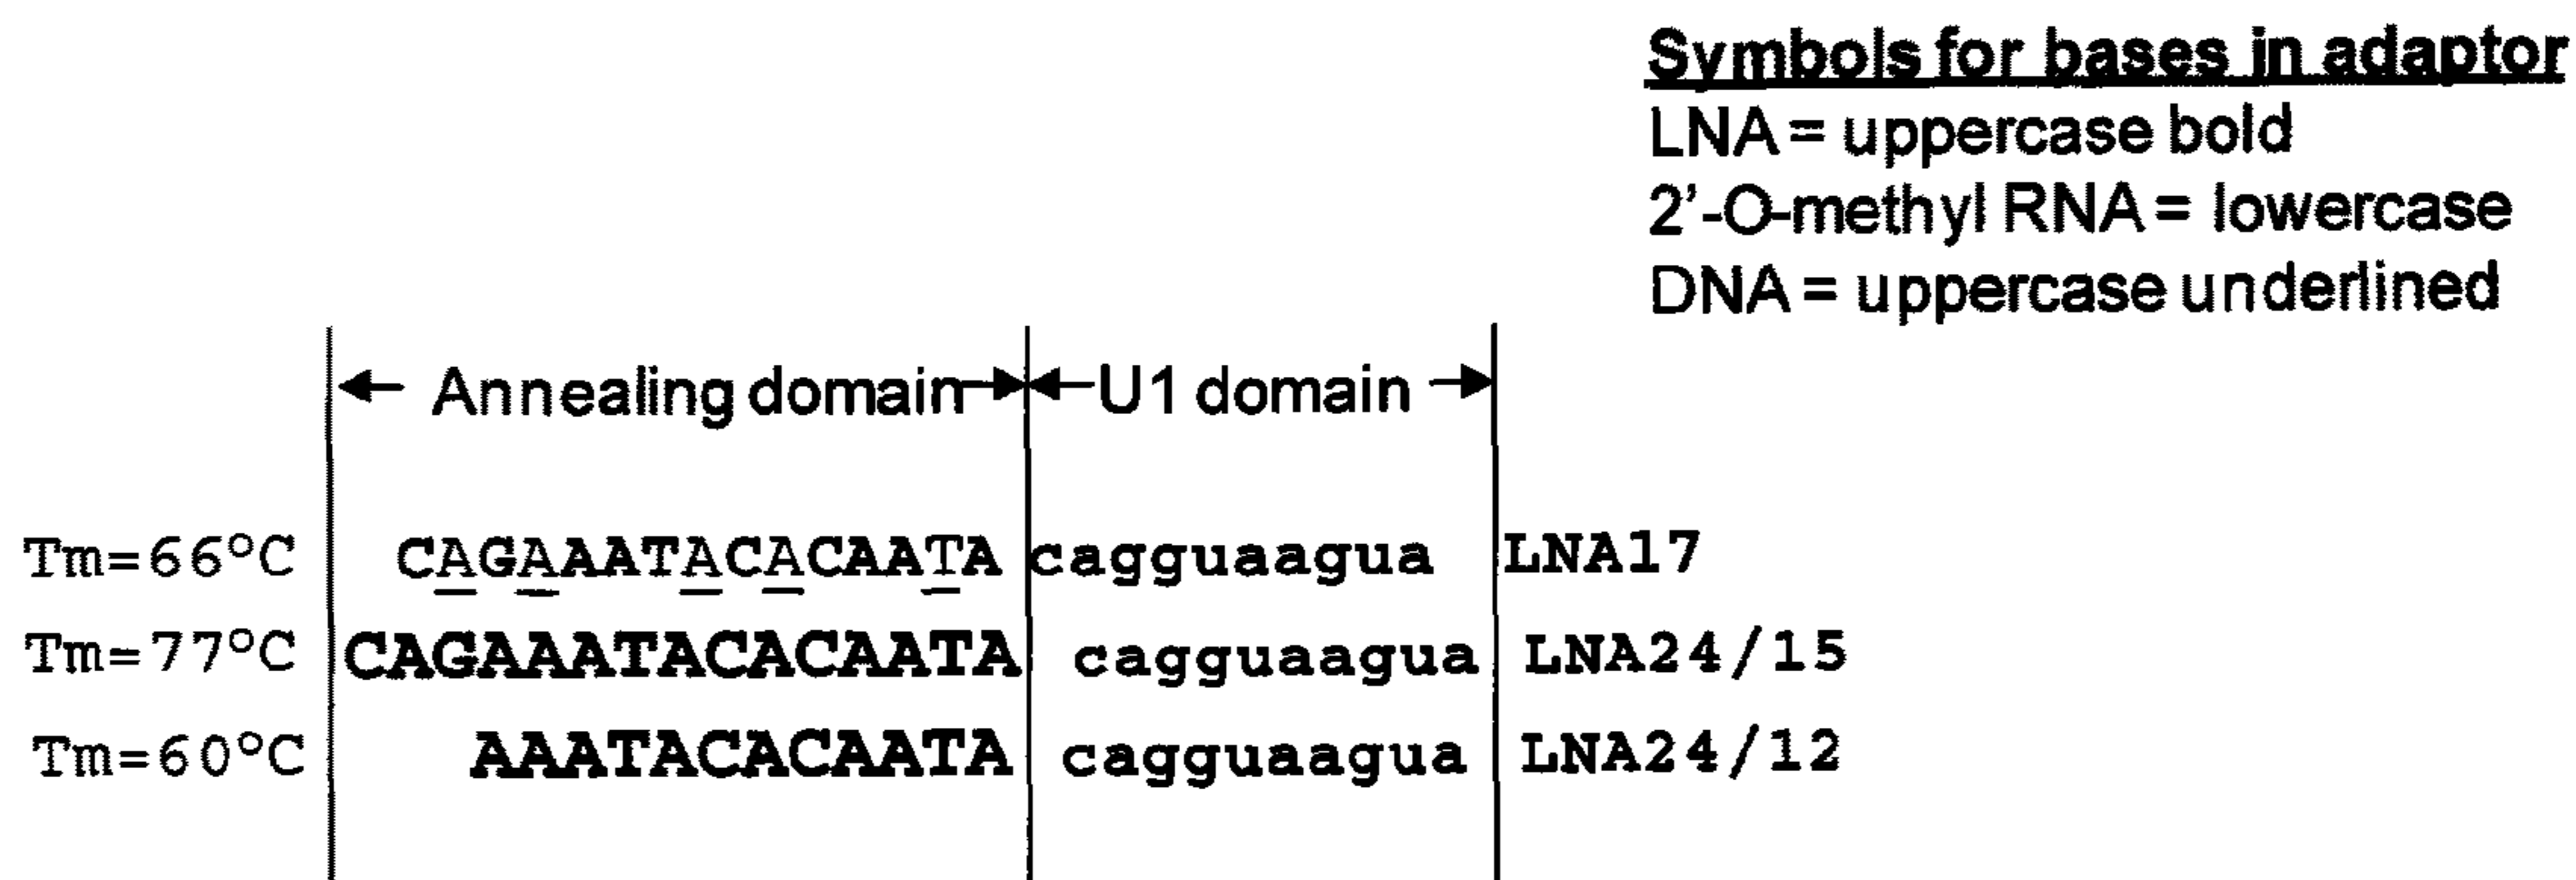 Symbols for bases in adaptor
LNA = uppercase bold
2'-O-methyl RNA = lowercase
DNA = uppercase underlined
Annealing domain U1 domain
Tm=66°C CAGAAATACACAATA cagguaagua LNA17
Tm=77°C CAGAAATACACAATA cagguaagua LNA24/15
Tm=60°C AAATACACAATA cagguaagua LNA24/12